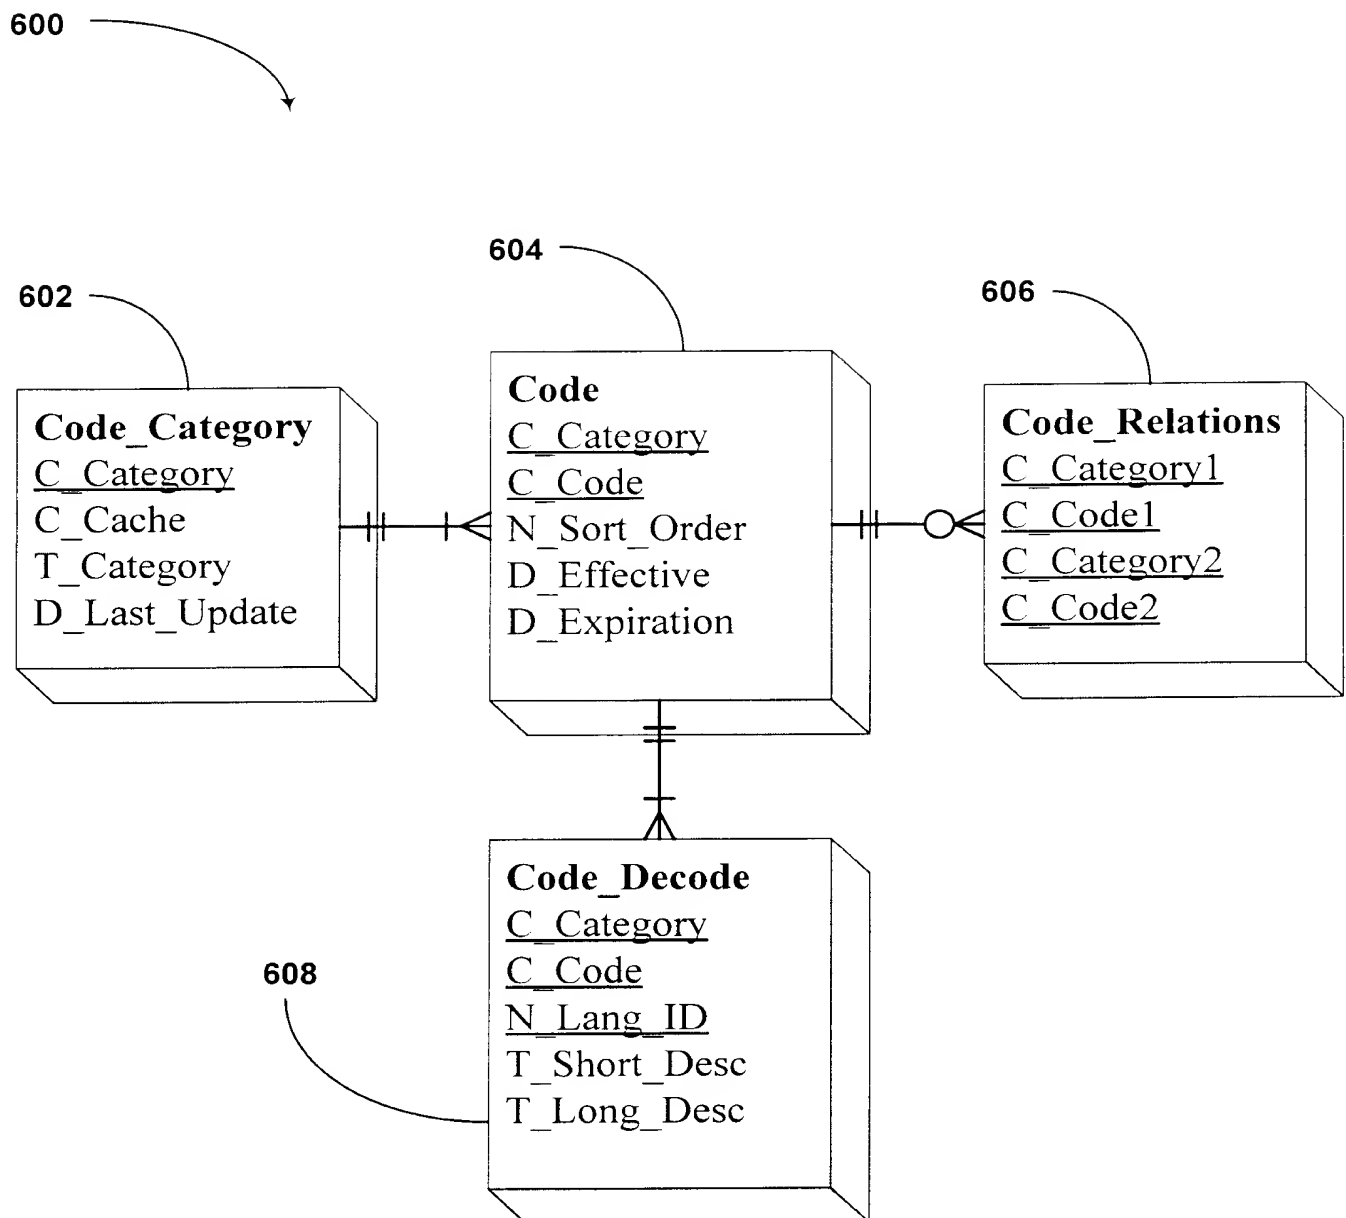 600
604
602
606
Code_Category
C_Category
C_Cache
T_Category
D_Last_Update
Code
C_Category
C_Code
N_Sort_Order
D_Effective
D_Expiration
Code_Relations
C_Category1
C_Code1
C_Category2
C_Code2
608
Code_Decode
C_Category
C_Code
N_Lang_ID
T_Short_Desc
T_Long_Desc